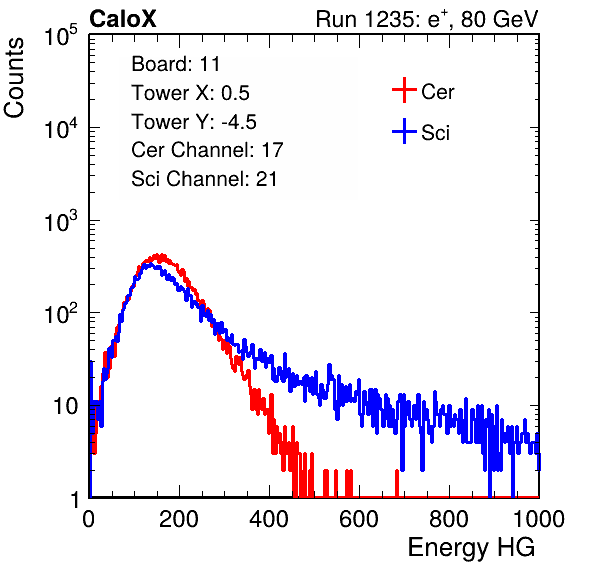 CaloX Run 1235: e⁺, 80 GeV
Counts
Board: 11
Tower X: 0.5
Tower Y: -4.5
Cer Channel: 17
Sci Channel: 21
Cer
Sci
10⁵
10⁴
10³
10²
10
1
0 200 400 600 800 1000
Energy HG